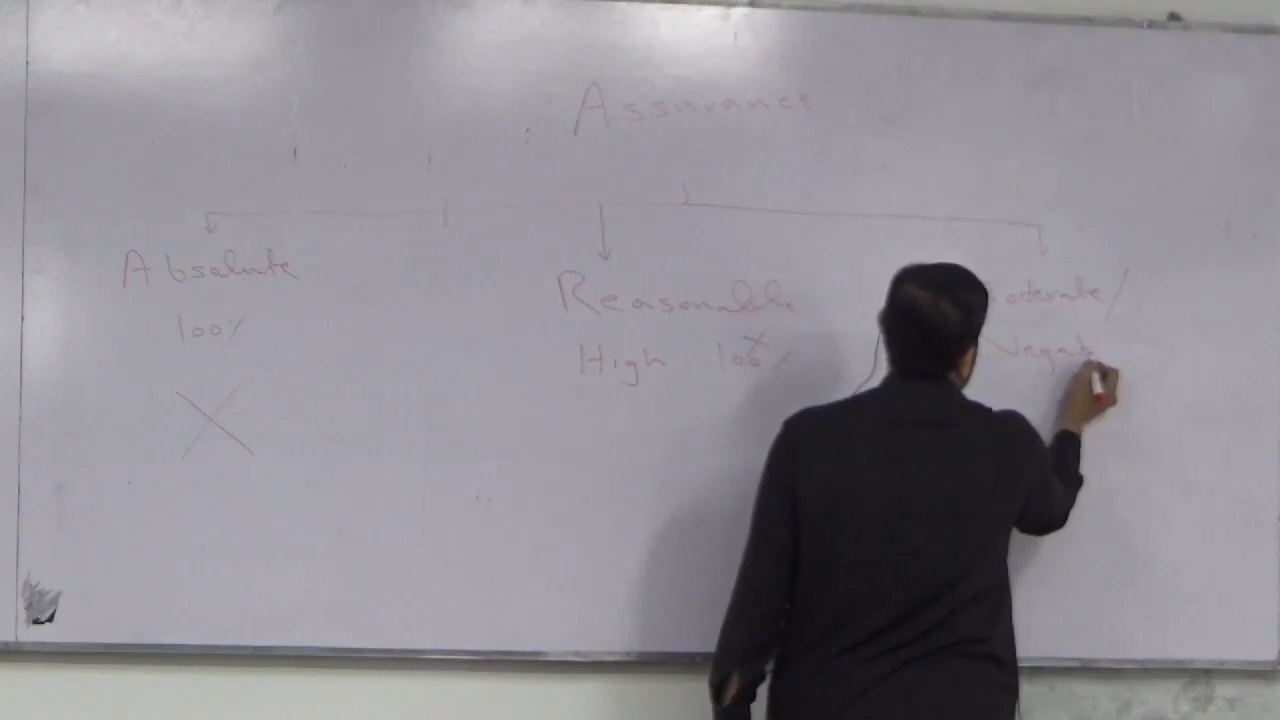 Assurance
Absolute
100%
Reasonable
High 100%
oderate/
Negat